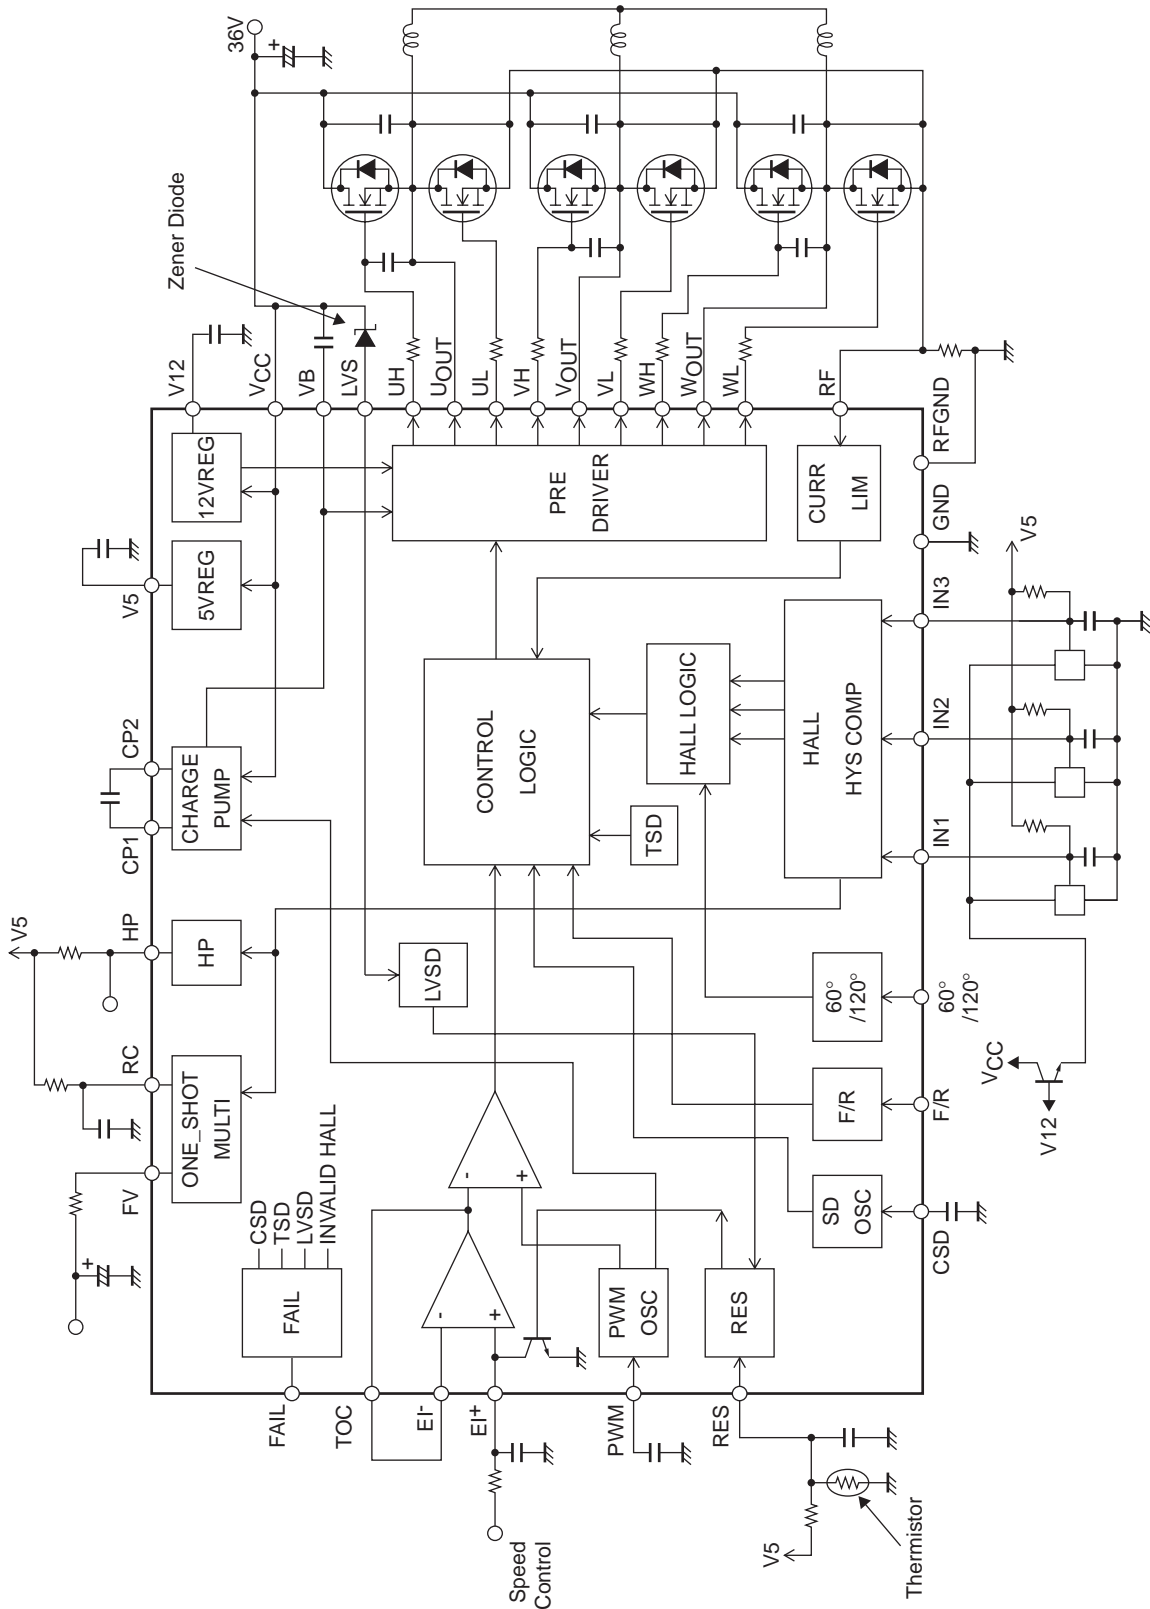 36V
+
Zener Diode
V12
VCC
VB
LVS
UH
UOUT
UL
VH
VOUT
VL
WH
WOUT
WL
RF
RFGND
GND
V5
12VREG
5VREG
V5
PRE
DRIVER
CURR
LIM
CP2
CP1
CHARGE
PUMP
CONTROL
LOGIC
HALL LOGIC
TSD
HALL
HYS COMP
IN3
IN2
IN1
V5
HP
HP
LVSD
60°
/120°
60°
/120°
RC
ONE_SHOT
MULTI
FV
+
F/R
F/R
VCC
V12
CSD
TSD
LVSD
INVALID HALL
FAIL
-
+
-
+
PWM
OSC
RES
SD
OSC
CSD
FAIL
TOC
EI-
EI+
PWM
RES
Speed
Control
V5
Thermistor